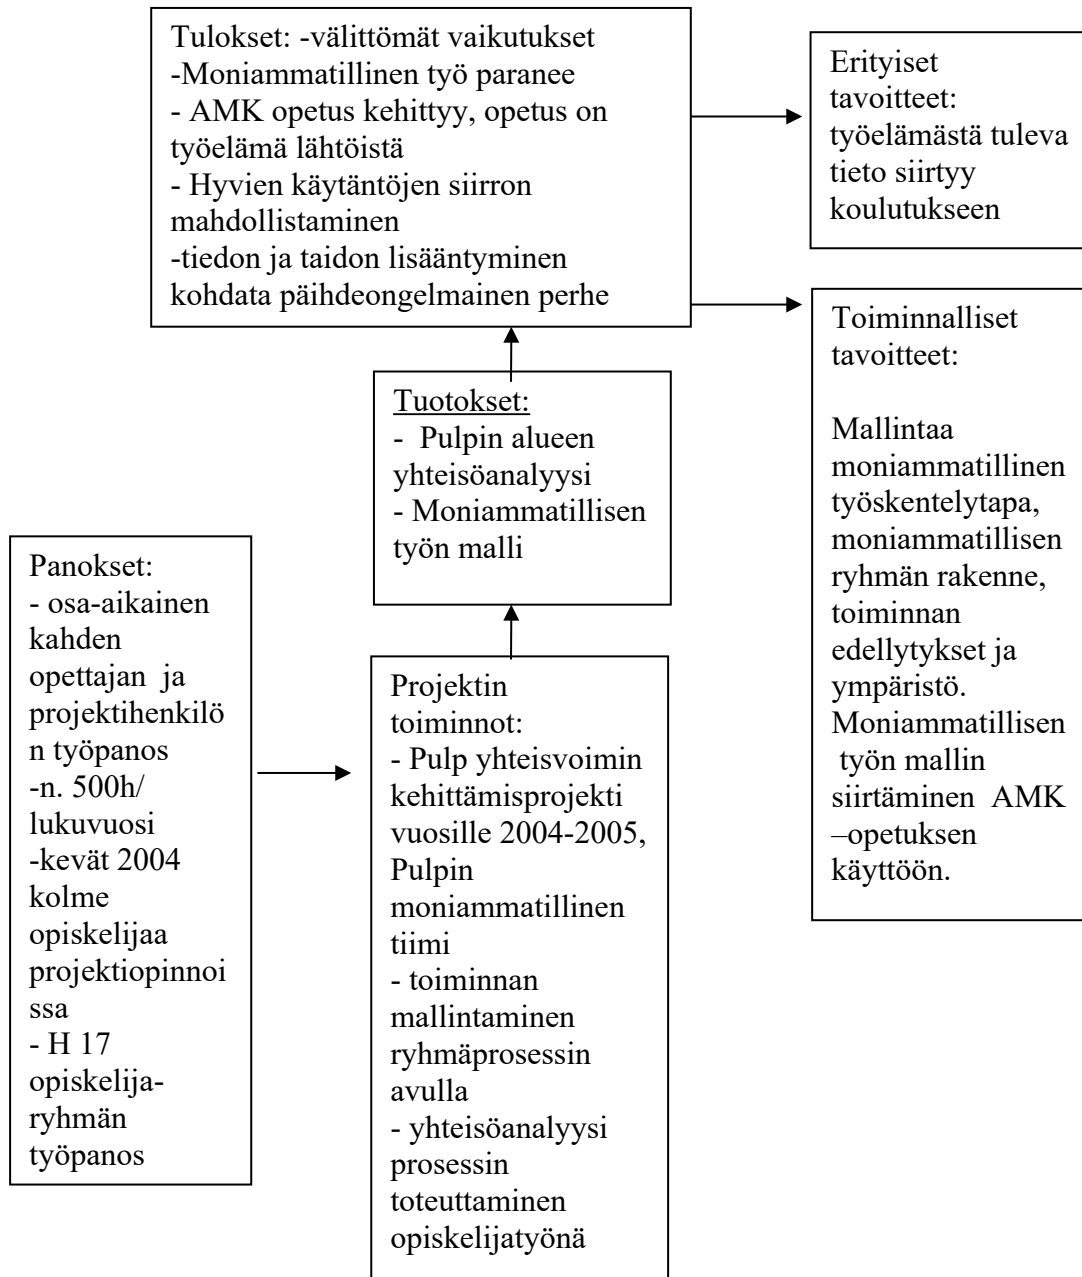 Tulokset: -välittömät vaikutukset
-Moniammatillinen työ paranee
- AMK opetus kehittyy, opetus on
työelämä lähtöistä
- Hyvien käytäntöjen siirron
mahdollistaminen
-tiedon ja taidon lisääntyminen
kohdata päihdeongelmainen perhe
Erityiset
tavoitteet:
työelämästä tuleva
tieto siirtyy
koulutukseen
Toiminnalliset
tavoitteet:
Mallintaa
moniammatillinen
työskentelytapa,
moniammatillisen
ryhmän rakenne,
toiminnan
edellytykset ja
ympäristö.
Moniammatillisen
työn mallin
siirtäminen AMK
–opetuksen
käyttöön.
Tuotokset:
- Pulpin alueen
yhteisöanalyysi
- Moniammatillisen
työn malli
Panokset:
- osa-aikainen
kahden
opettajan ja
projektihenkilö
n työpanos
-n. 500h/
lukuvuosi
-kevät 2004
kolme
opiskelijaa
projektiopinnoi
ssa
- H 17
opiskelija-
ryhmän
työpanos
Projektin
toiminnot:
- Pulp yhteisvoimin
kehittämisprojekti
vuosille 2004-2005,
Pulpin
moniammatillinen
tiimi
- toiminnan
mallintaminen
ryhmäprosessin
avulla
- yhteisöanalyysi
prosessin
toteuttaminen
opiskelijatyönä